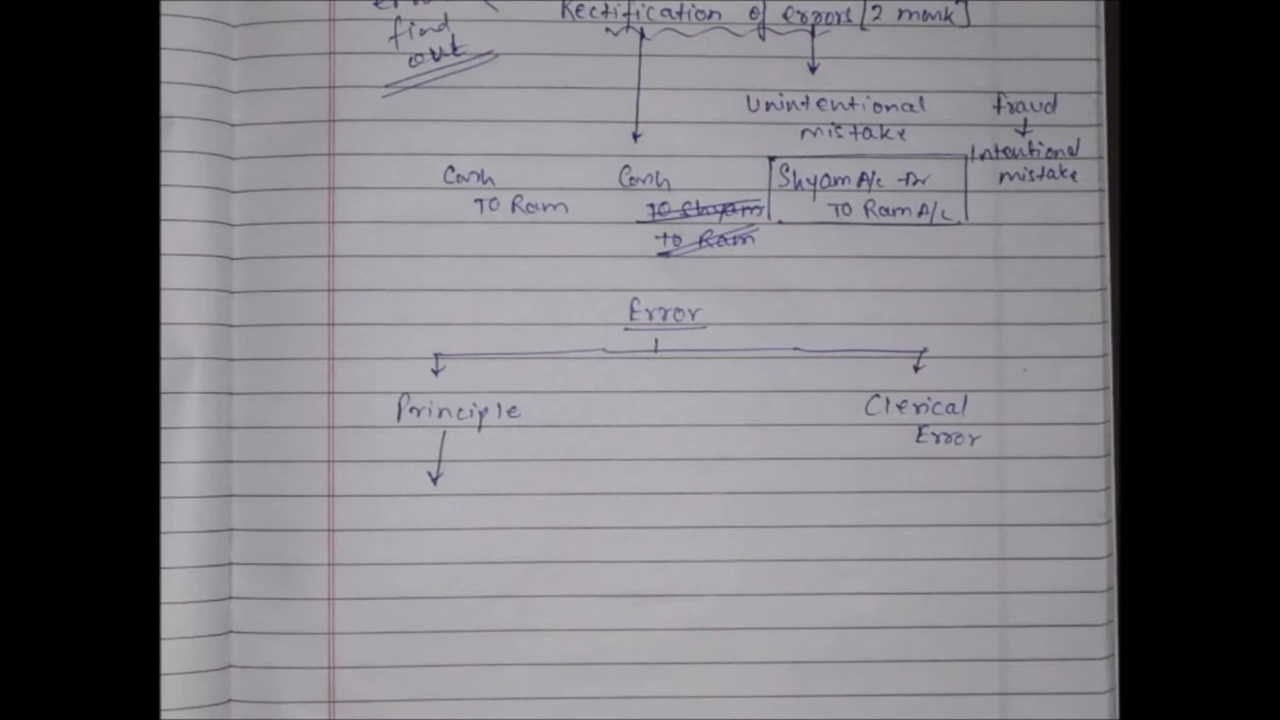 find
out
Rectification of errors [2 mark]
Unintentional
mistake
fraud
Intentional
mistake
Cash
TO Ram
Cash
To Shyam
to Ram
Shyam A/c Dr
TO Ram A/c
Error
Principle
Clerical
Error